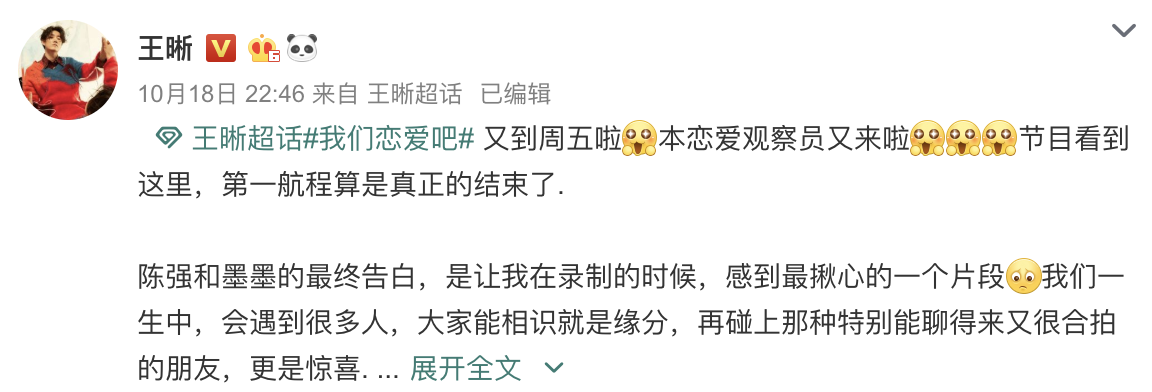 王晰
10月18日 22:46 来自 王晰超话 已编辑
王晰超话#我们恋爱吧# 又到周五啦本恋爱观察员又来啦节目看到
这里，第一航程算是真正的结束了.
陈强和墨墨的最终告白，是让我在录制的时候，感到最揪心的一个片段我们一
生中，会遇到很多人，大家能相识就是缘分，再碰上那种特别能聊得来又很合拍
的朋友，更是惊喜. ... 展开全文